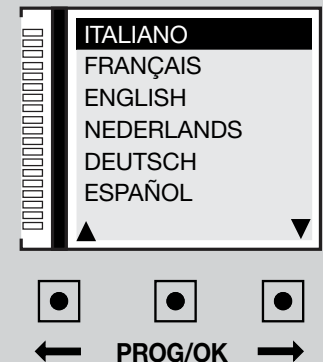 ITALIANO
FRANÇAIS
ENGLISH
NEDERLANDS
DEUTSCH
ESPAÑOL
PROG/OK